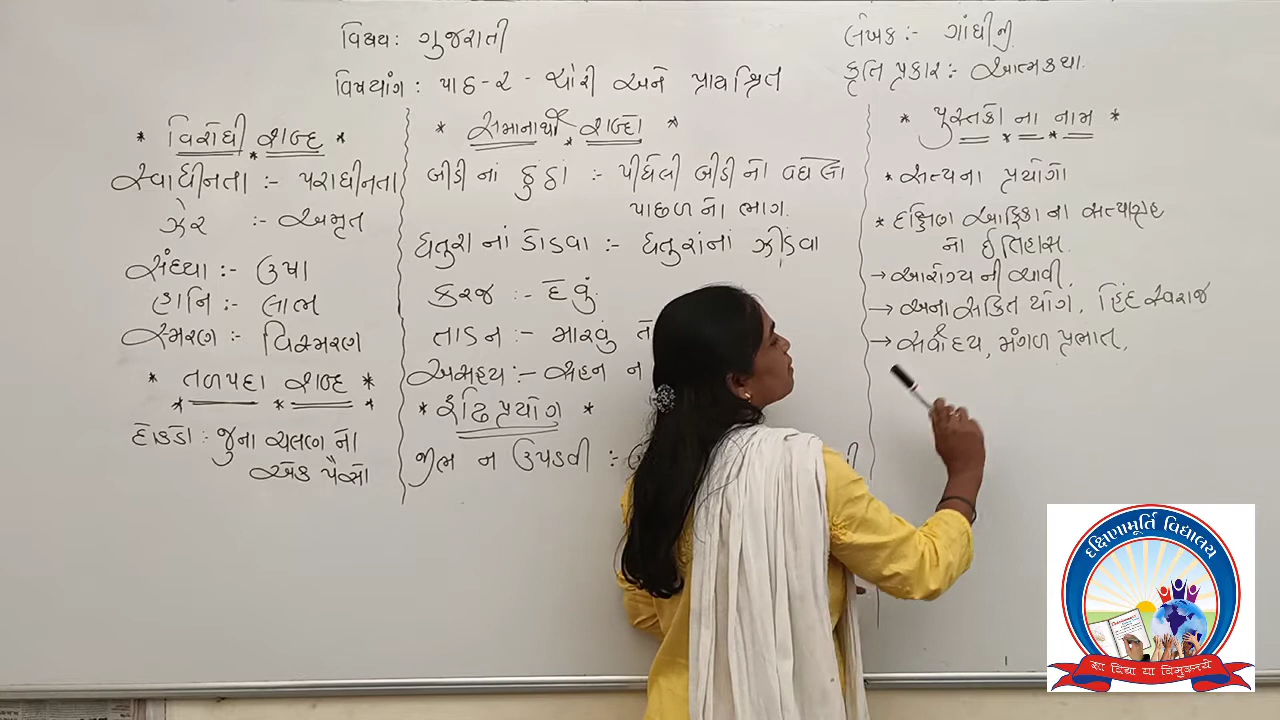 વિષય: ગુજરાતી
વિષયાંગ: પાઠ-૨ - ચોરી અને પ્રાયશ્ચિત
લેખક :- ગાંધીજી
કૃતિ પ્રકાર :- આત્મકથા.
* વિરોધી શબ્દ *
સ્વાધીનતા :- પરાધીનતા
ઝેર :- અમૃત
સંધ્યા :- ઉષા
હાનિ :- લાભ
સ્મરણ :- વિસ્મરણ
* તળપદા શબ્દ *
દોકડો : જુના ચલણ નો
એક પૈસો
* સમાનાર્થી શબ્દો *
બીડી નાં ઠુંઠાં :- પીધેલી બીડી નો વધેલો
પાછળ નો ભાગ.
ધતુરા નાં ડોડવા :- ધતુરાનાં ઝીંડવા
કરજ :- દેવું
તાડન :- મારવું તે
અસહ્ય :- સહન ન
* રૂઢિ પ્રયોગ *
જીભ ન ઉપડવી :-
* પુસ્તકો ના નામ *
* સત્યના પ્રયોગો
* દક્ષિણ આફ્રિકા ના સત્યાગ્રહ
નો ઈતિહાસ.
→ આરોગ્ય ની ચાવી,
→ અનાસક્તિ યોગ, હિંદ સ્વરાજ
→ સર્વોદય, મંગળ પ્રભાત,
દક્ષિણામૂર્તિ વિદ્યાલય
सा विद्या या विमुक्तये